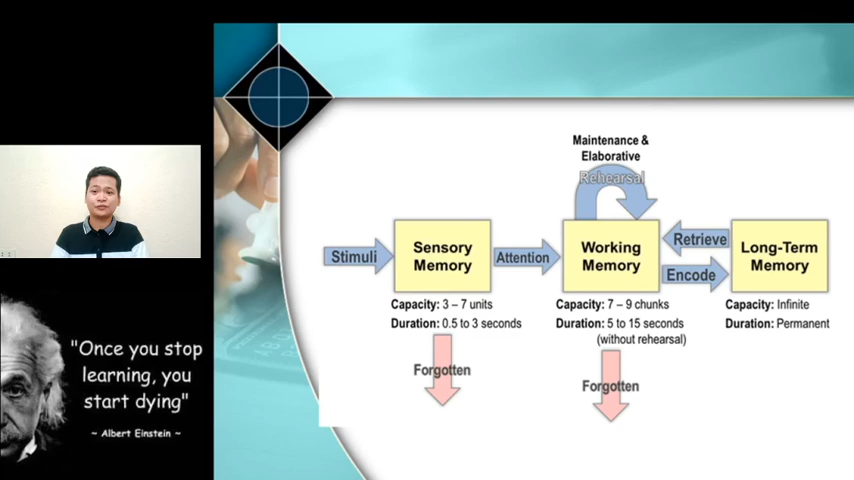 Maintenance &
Elaborative
Rehearsal
Stimuli
Sensory
Memory
Attention
Working
Memory
Retrieve
Encode
Long-Term
Memory
Capacity: 3 – 7 units
Duration: 0.5 to 3 seconds
Capacity: 7 – 9 chunks
Duration: 5 to 15 seconds
(without rehearsal)
Capacity: Infinite
Duration: Permanent
Forgotten
Forgotten
"Once you stop
learning, you
start dying"
~ Albert Einstein ~